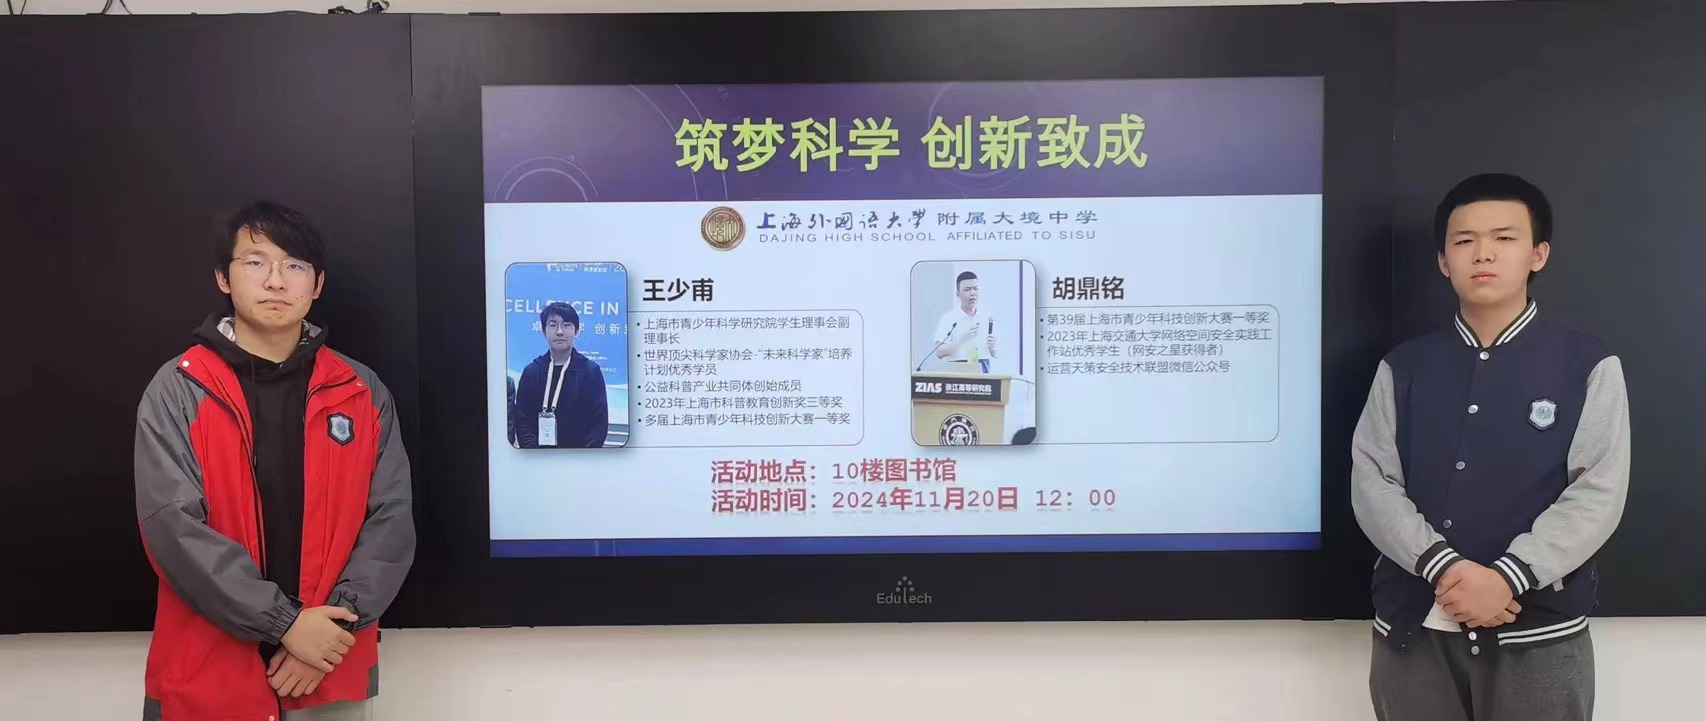 筑梦科学 创新致成
上海外国语大学 附属大境中学
DAJING HIGH SCHOOL AFFILIATED TO SISU
CELLENCE IN
王少甫
• 上海市青少年科学研究院学生理事会副
理事长
• 世界顶尖科学家协会-“未来科学家”培养
计划优秀学员
• 公益科普产业共同体创始成员
• 2023年上海市科普教育创新奖三等奖
• 多届上海市青少年科技创新大赛一等奖
胡鼎铭
• 第39届上海市青少年科技创新大赛一等奖
• 2023年上海交通大学网络空间安全实践工
作站优秀学生（网安之星获得者）
• 运营天策安全技术联盟微信公众号
ZIAS 张江高等研究院
活动地点：10楼图书馆
活动时间：2024年11月20日 12：00
Edutech